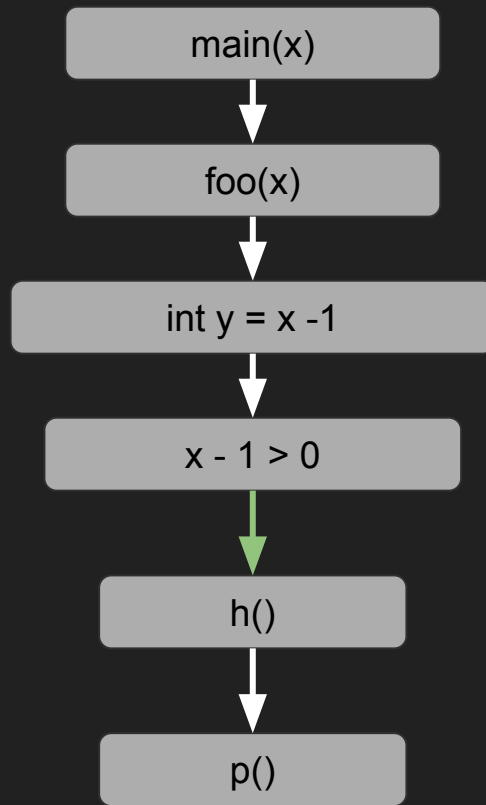 main(x)
foo(x)
int y = x -1
x - 1 > 0
h()
p()